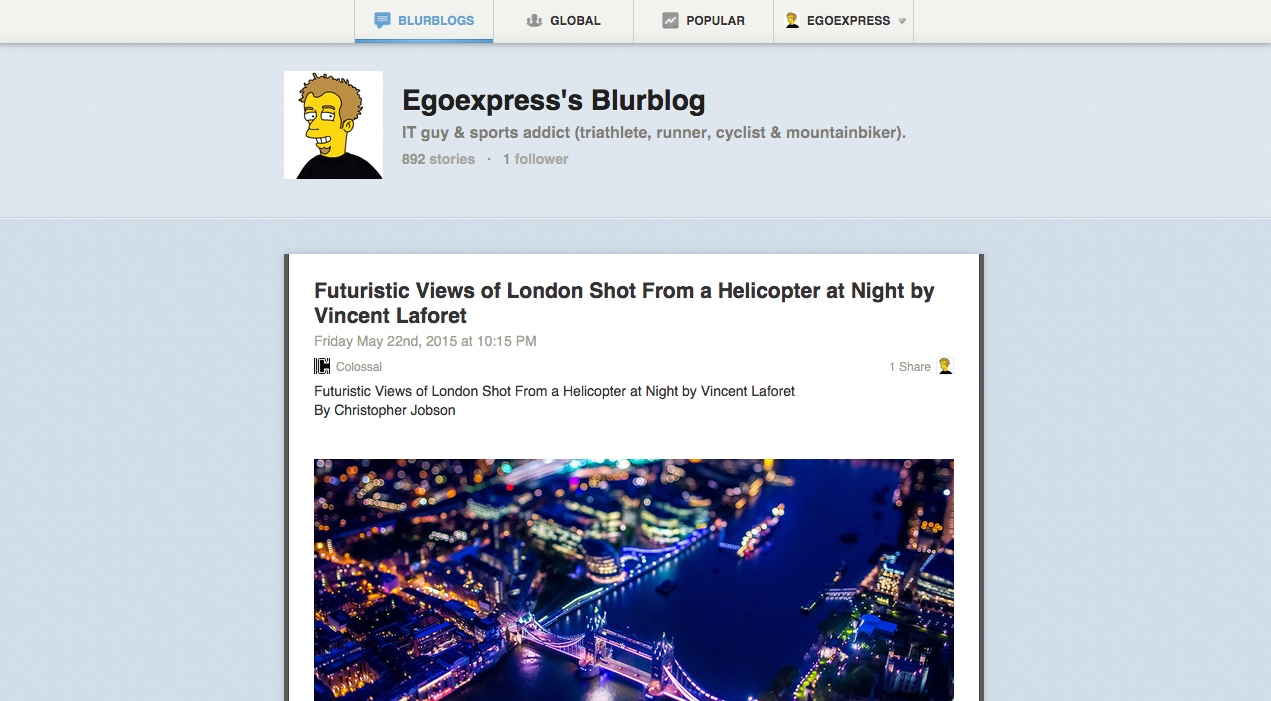 BLURBLOGS
GLOBAL
POPULAR
EGOEXPRESS
Egoexpress's Blurblog
IT guy & sports addict (triathlete, runner, cyclist & mountainbiker).
892 stories · 1 follower
Futuristic Views of London Shot From a Helicopter at Night by
Vincent Laforet
Friday May 22nd, 2015 at 10:15 PM
Colossal
1 Share
Futuristic Views of London Shot From a Helicopter at Night by Vincent Laforet
By Christopher Jobson